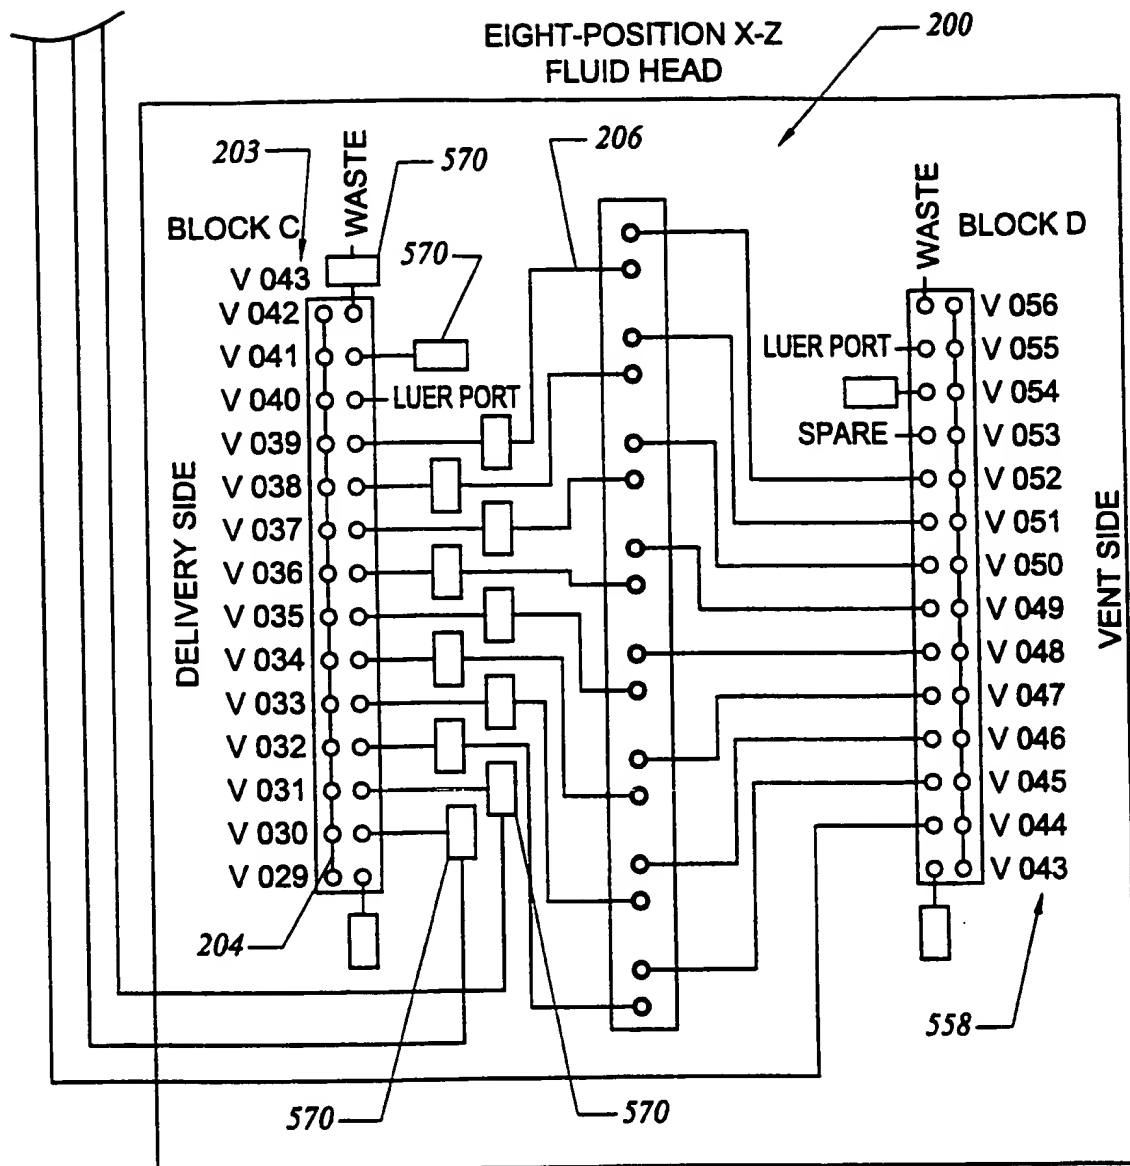 EIGHT-POSITION X-Z
FLUID HEAD
200
203
WASTE
570
206
BLOCK C
570
WASTE
BLOCK D
V 043
V 042
V 041
V 040
LUER PORT
V 039
V 038
V 037
V 036
V 035
V 034
V 033
V 032
V 031
V 030
V 029
DELIVERY SIDE
204
V 056
LUER PORT
V 055
V 054
SPARE
V 053
V 052
V 051
V 050
V 049
V 048
V 047
V 046
V 045
V 044
V 043
VENT SIDE
558
570
570